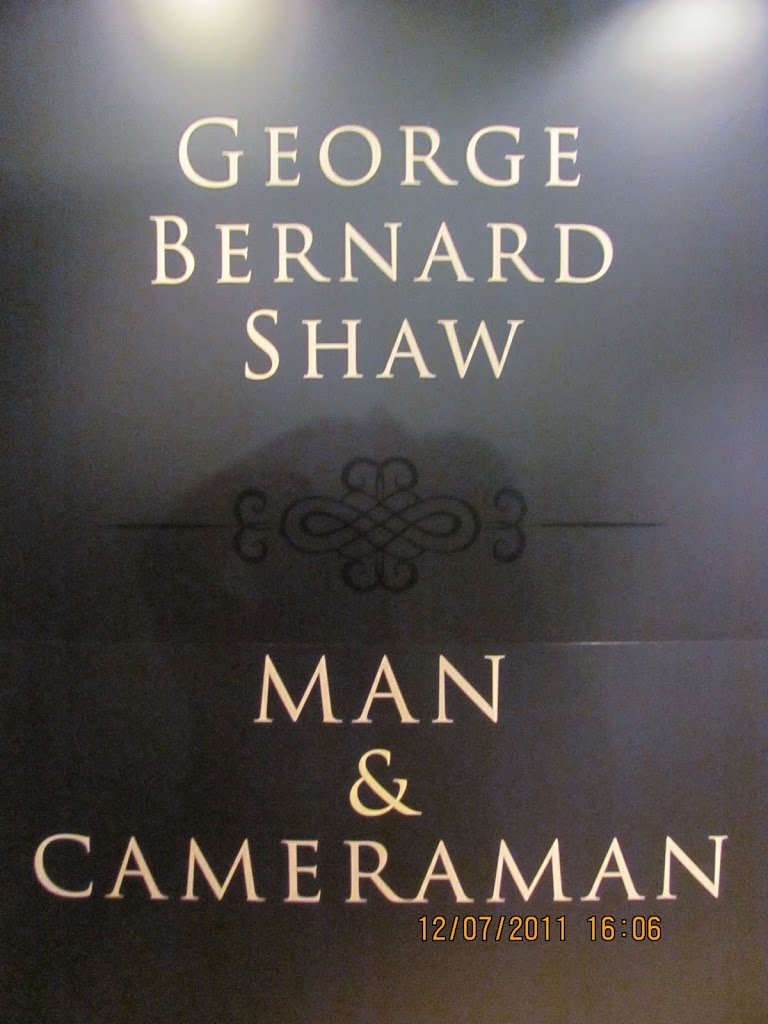 GEORGE
BERNARD
SHAW
MAN
&
CAMERAMAN
12/07/2011 16:06